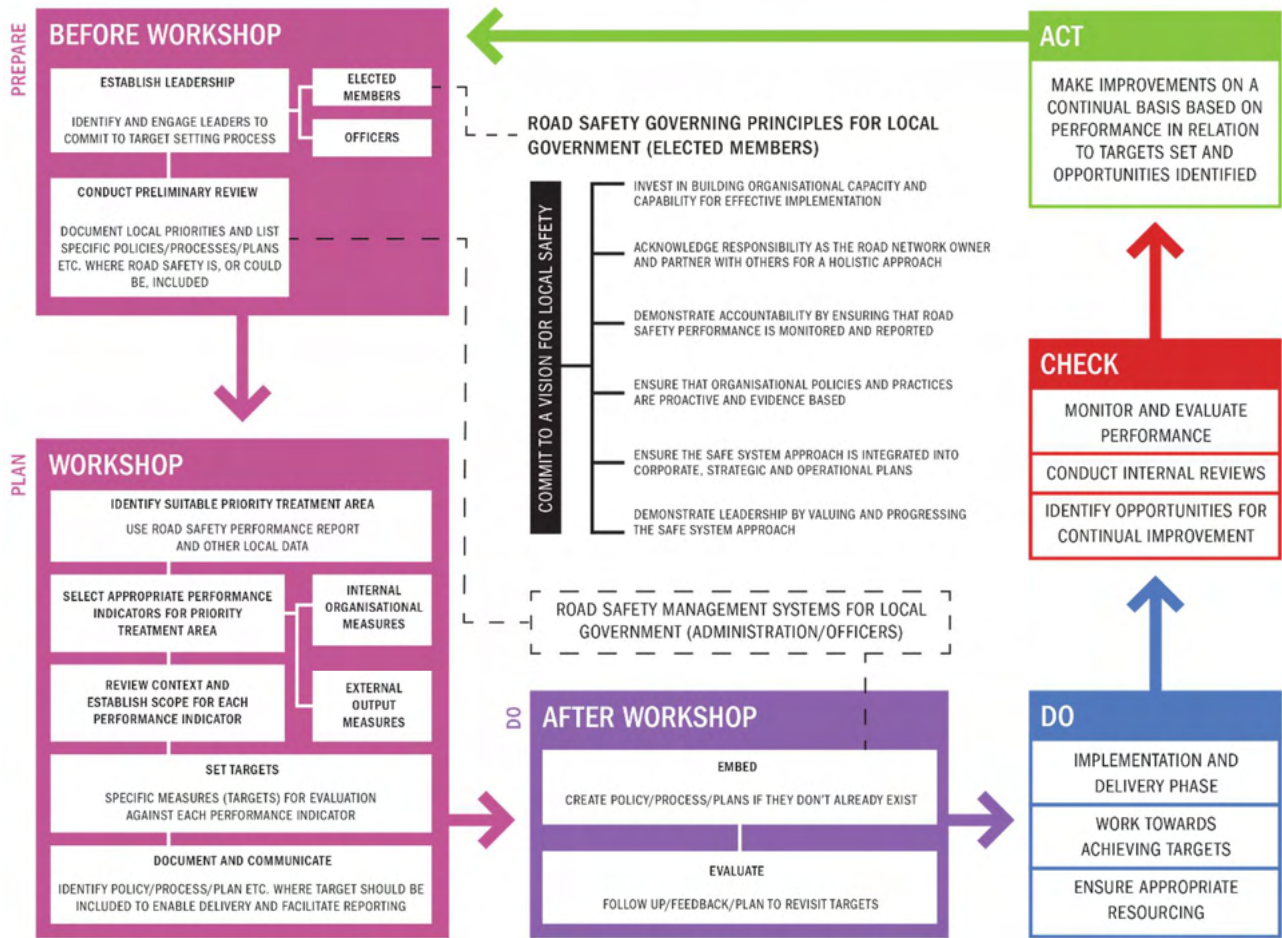 PREPARE
BEFORE WORKSHOP
ESTABLISH LEADERSHIP
IDENTIFY AND ENGAGE LEADERS TO
COMMIT TO TARGET SETTING PROCESS
ELECTED
MEMBERS
OFFICERS
CONDUCT PRELIMINARY REVIEW
DOCUMENT LOCAL PRIORITIES AND LIST
SPECIFIC POLICIES/PROCESSES/PLANS
ETC. WHERE ROAD SAFETY IS, OR COULD
BE, INCLUDED
PLAN
WORKSHOP
IDENTIFY SUITABLE PRIORITY TREATMENT AREA
USE ROAD SAFETY PERFORMANCE REPORT
AND OTHER LOCAL DATA
SELECT APPROPRIATE PERFORMANCE
INDICATORS FOR PRIORITY
TREATMENT AREA
INTERNAL
ORGANISATIONAL
MEASURES
REVIEW CONTEXT AND
ESTABLISH SCOPE FOR EACH
PERFORMANCE INDICATOR
EXTERNAL
OUTPUT
MEASURES
SET TARGETS
SPECIFIC MEASURES (TARGETS) FOR EVALUATION
AGAINST EACH PERFORMANCE INDICATOR
DOCUMENT AND COMMUNICATE
IDENTIFY POLICY/PROCESS/PLAN ETC. WHERE TARGET SHOULD BE
INCLUDED TO ENABLE DELIVERY AND FACILITATE REPORTING
ROAD SAFETY GOVERNING PRINCIPLES FOR LOCAL
GOVERNMENT (ELECTED MEMBERS)
COMMIT TO A VISION FOR LOCAL SAFETY
INVEST IN BUILDING ORGANISATIONAL CAPACITY AND
CAPABILITY FOR EFFECTIVE IMPLEMENTATION
ACKNOWLEDGE RESPONSIBILITY AS THE ROAD NETWORK OWNER
AND PARTNER WITH OTHERS FOR A HOLISTIC APPROACH
DEMONSTRATE ACCOUNTABILITY BY ENSURING THAT ROAD
SAFETY PERFORMANCE IS MONITORED AND REPORTED
ENSURE THAT ORGANISATIONAL POLICIES AND PRACTICES
ARE PROACTIVE AND EVIDENCE BASED
ENSURE THE SAFE SYSTEM APPROACH IS INTEGRATED INTO
CORPORATE, STRATEGIC AND OPERATIONAL PLANS
DEMONSTRATE LEADERSHIP BY VALUING AND PROGRESSING
THE SAFE SYSTEM APPROACH
ROAD SAFETY MANAGEMENT SYSTEMS FOR LOCAL
GOVERNMENT (ADMINISTRATION/OFFICERS)
DO
AFTER WORKSHOP
EMBED
CREATE POLICY/PROCESS/PLANS IF THEY DON'T ALREADY EXIST
EVALUATE
FOLLOW UP/FEEDBACK/PLAN TO REVISIT TARGETS
DO
IMPLEMENTATION AND
DELIVERY PHASE
WORK TOWARDS
ACHIEVING TARGETS
ENSURE APPROPRIATE
RESOURCING
CHECK
MONITOR AND EVALUATE
PERFORMANCE
CONDUCT INTERNAL REVIEWS
IDENTIFY OPPORTUNITIES FOR
CONTINUAL IMPROVEMENT
ACT
MAKE IMPROVEMENTS ON A
CONTINUAL BASIS BASED ON
PERFORMANCE IN RELATION
TO TARGETS SET AND
OPPORTUNITIES IDENTIFIED